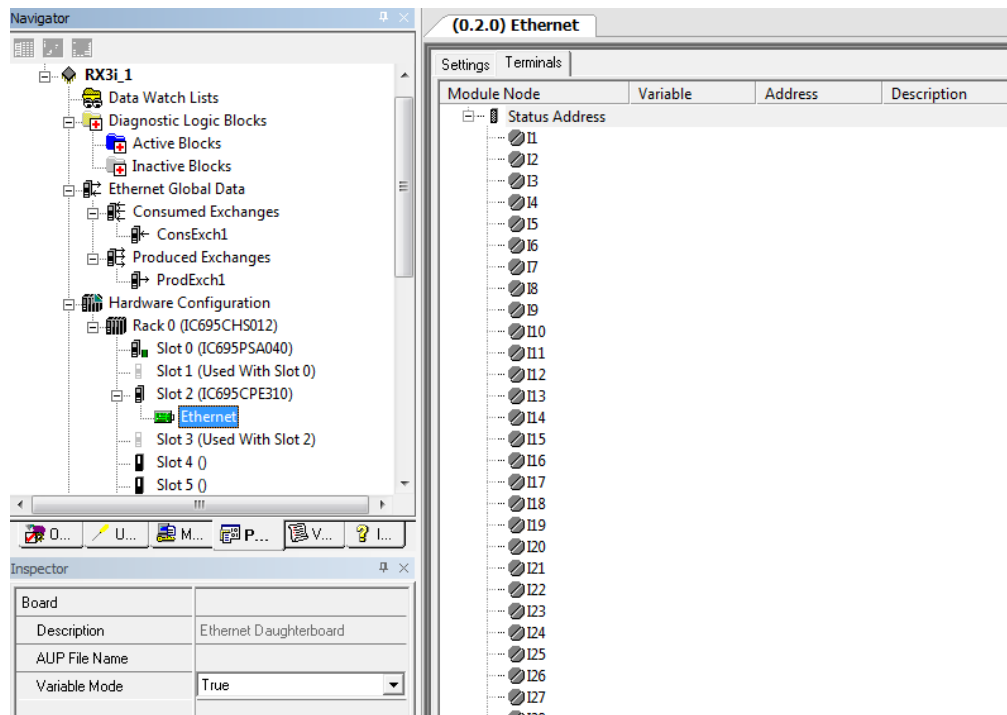 Navigator
RX3i_1
Data Watch Lists
Diagnostic Logic Blocks
Active Blocks
Inactive Blocks
Ethernet Global Data
Consumed Exchanges
ConsExch1
Produced Exchanges
ProdExch1
Hardware Configuration
Rack 0 (IC695CHS012)
Slot 0 (IC695PSA040)
Slot 1 (Used With Slot 0)
Slot 2 (IC695CPE310)
Ethernet
Slot 3 (Used With Slot 2)
Slot 4 ()
Slot 5 ()
O... U... M... P... V... I...
Inspector
Board
Description Ethernet Daughterboard
AUP File Name
Variable Mode True
(0.2.0) Ethernet
Settings Terminals
Module Node Variable Address Description
Status Address
I1
I2
I3
I4
I5
I6
I7
I8
I9
I10
I11
I12
I13
I14
I15
I16
I17
I18
I19
I20
I21
I22
I23
I24
I25
I26
I27